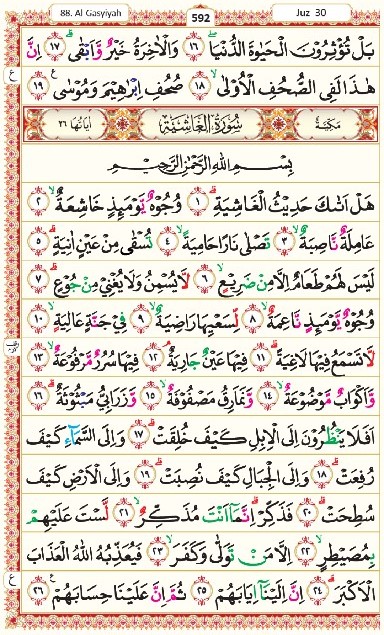 88. Al Gasyiyah
592
Juz 30
بَلْ تُؤْثِرُوْنَ الْحَيٰوةَ الدُّنْيَا ۖ ١٦ وَالْاٰخِرَةُ خَيْرٌ وَّاَبْقٰى ۗ ١٧ اِنَّ
هٰذَا لَفِى الصُّحُفِ الْاُوْلٰى ۙ ١٨ صُحُفِ اِبْرٰهِيْمَ وَمُوْسٰى ࣖ ١٩
مَكِّيَّة سُوْرَةُ الْغَاشِيَةِ اٰيَاتُهَا ٢٦
بِسْمِ اللّٰهِ الرَّحْمٰنِ الرَّحِيْمِ
هَلْ اَتٰىكَ حَدِيْثُ الْغَاشِيَةِ ۗ ١ وُجُوْهٌ يَّوْمَىِٕذٍ خَاشِعَةٌ ۙ ٢
عَامِلَةٌ نَّاصِبَةٌ ۙ ٣ تَصْلٰى نَارًا حَامِيَةً ۙ ٤ تُسْقٰى مِنْ عَيْنٍ اٰنِيَةٍ ۗ ٥
لَيْسَ لَهُمْ طَعَامٌ اِلَّا مِنْ ضَرِيْعٍ ۙ ٦ لَّا يُسْمِنُ وَلَا يُغْنِيْ مِنْ جُوْعٍ ۗ ٧
وُجُوْهٌ يَّوْمَىِٕذٍ نَّاعِمَةٌ ۙ ٨ لِّسَعْيِهَا رَاضِيَةٌ ۙ ٩ فِيْ جَنَّةٍ عَالِيَةٍ ۙ ١٠
لَّا تَسْمَعُ فِيْهَا لَاغِيَةً ۗ ١١ فِيْهَا عَيْنٌ جَارِيَةٌ ۘ ١٢ فِيْهَا سُرُرٌ مَّرْفُوْعَةٌ ۙ ١٣
وَّاَكْوَابٌ مَّوْضُوْعَةٌ ۙ ١٤ وَّنَمَارِقُ مَصْفُوْفَةٌ ۙ ١٥ وَّزَرَابِيُّ مَبْثُوْثَةٌ ۗ ١٦
اَفَلَا يَنْظُرُوْنَ اِلَى الْاِبِلِ كَيْفَ خُلِقَتْ ۗ ١٧ وَاِلَى السَّمَاۤءِ كَيْفَ
رُفِعَتْ ۗ ١٨ وَاِلَى الْجِبَالِ كَيْفَ نُصِبَتْ ۗ ١٩ وَاِلَى الْاَرْضِ كَيْفَ
سُطِحَتْ ۗ ٢٠ فَذَكِّرْ اِنَّمَآ اَنْتَ مُذَكِّرٌ ۙ ٢١ لَّسْتَ عَلَيْهِمْ
بِمُصَيْطِرٍ ۙ ٢٢ اِلَّا مَنْ تَوَلّٰى وَكَفَرَ ۙ ٢٣ فَيُعَذِّبُهُ اللّٰهُ الْعَذَابَ
الْاَكْبَرَ ۗ ٢٤ اِنَّ اِلَيْنَآ اِيَابَهُمْ ۙ ٢٥ ثُمَّ اِنَّ عَلَيْنَا حِسَابَهُمْ ࣖ ٢٦